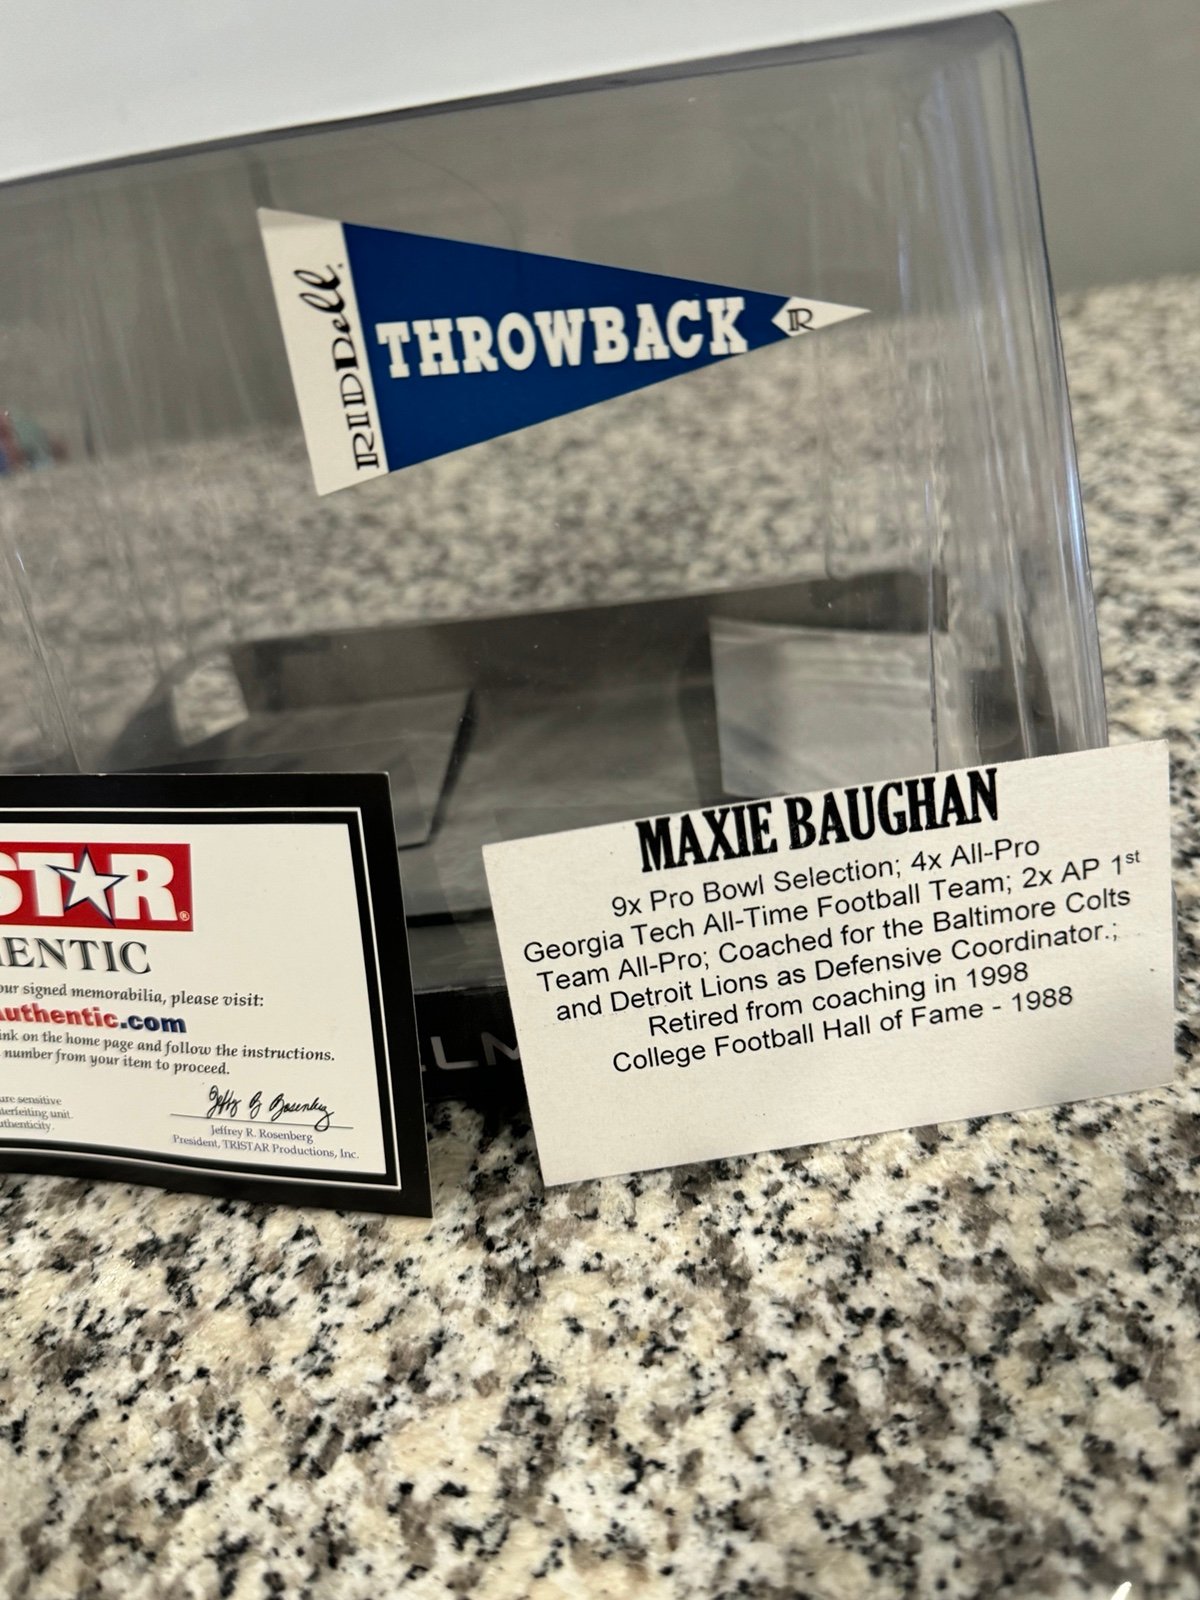 RIDDELL
THROWBACK
R
STAR®
ENTIC
our signed memorabilia, please visit:
Authentic.com
ink on the home page and follow the instructions.
number from your item to proceed.
are sensitive
terfeiting unit.
uthenticity.
Jeffrey R. Rosenberg
Jeffrey R. Rosenberg
President, TRISTAR Productions, Inc.
ELM
MAXIE BAUGHAN
9x Pro Bowl Selection; 4x All-Pro
Georgia Tech All-Time Football Team; 2x AP 1st
Team All-Pro; Coached for the Baltimore Colts
and Detroit Lions as Defensive Coordinator.;
Retired from coaching in 1998
College Football Hall of Fame - 1988